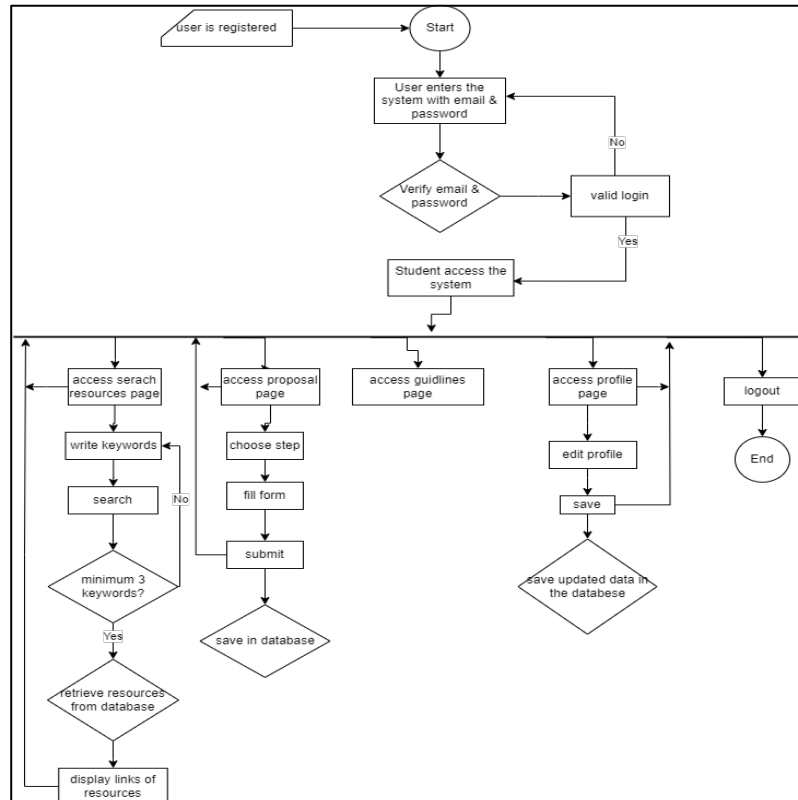 user is registered
Start
User enters the
system with email &
password
No
Verify email &
password
valid login
Yes
Student access the
system
access serach
resources page
access proposal
page
access guidlines
page
access profile
page
logout
write keywords
choose step
edit profile
End
search
No
fill form
save
minimum 3
keywords?
submit
save updated data in
the databese
Yes
save in database
retrieve resources
from database
display links of
resources